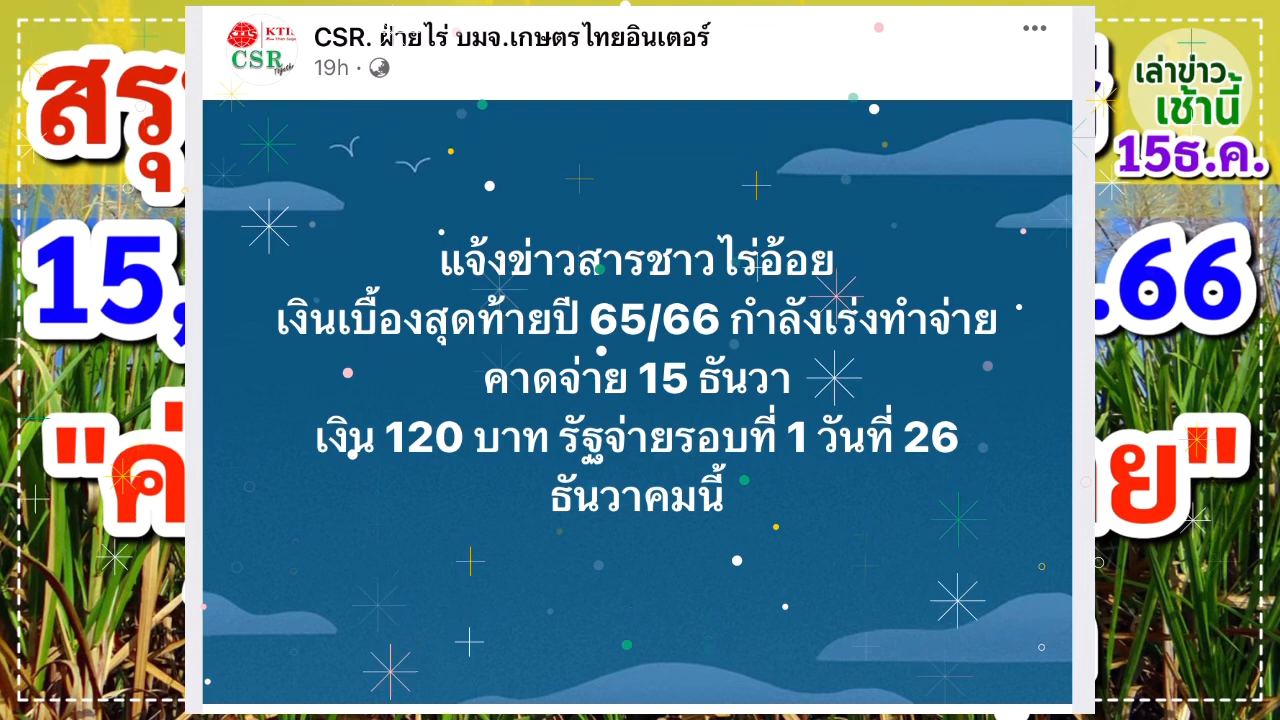 CSR. ฝ่ายไร่ บมจ.เกษตรไทยอินเตอร์
19h
KTIS
CSR
แจ้งข่าวสารชาวไร่อ้อย
เงินเบื้องสุดท้ายปี 65/66 กำลังเร่งทำจ่าย
คาดจ่าย 15 ธันวา
เงิน 120 บาท รัฐจ่ายรอบที่ 1 วันที่ 26
ธันวาคมนี้
เล่าข่าว
เช้านี้
15ธ.ค.
15,
.66